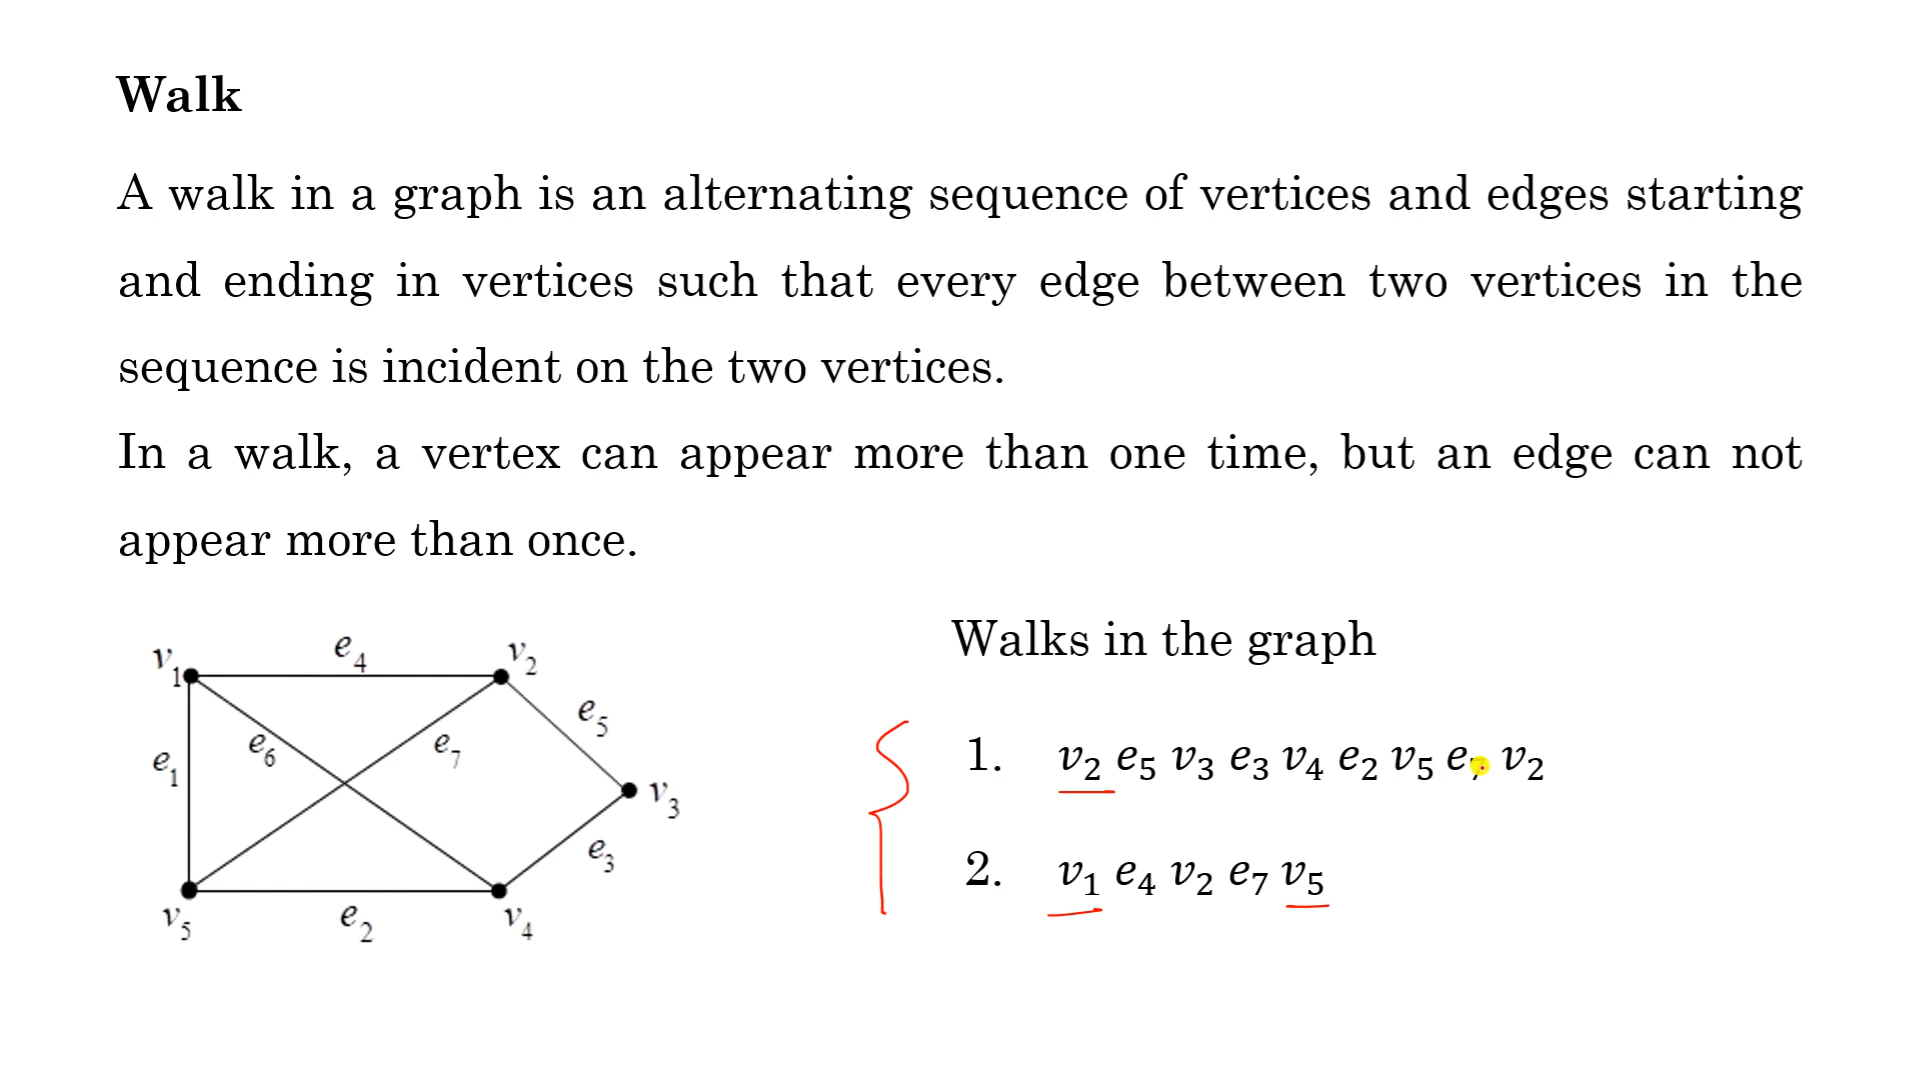 Walk
A walk in a graph is an alternating sequence of vertices and edges starting
and ending in vertices such that every edge between two vertices in the
sequence is incident on the two vertices.
In a walk, a vertex can appear more than one time, but an edge can not
appear more than once.
v₁ e₄ v₂
e₅
e₁ e₆ e₇
v₃
e₃
v₅ e₂ v₄
Walks in the graph
1. v₂ e₅ v₃ e₃ v₄ e₂ v₅ e₇ v₂
2. v₁ e₄ v₂ e₇ v₅